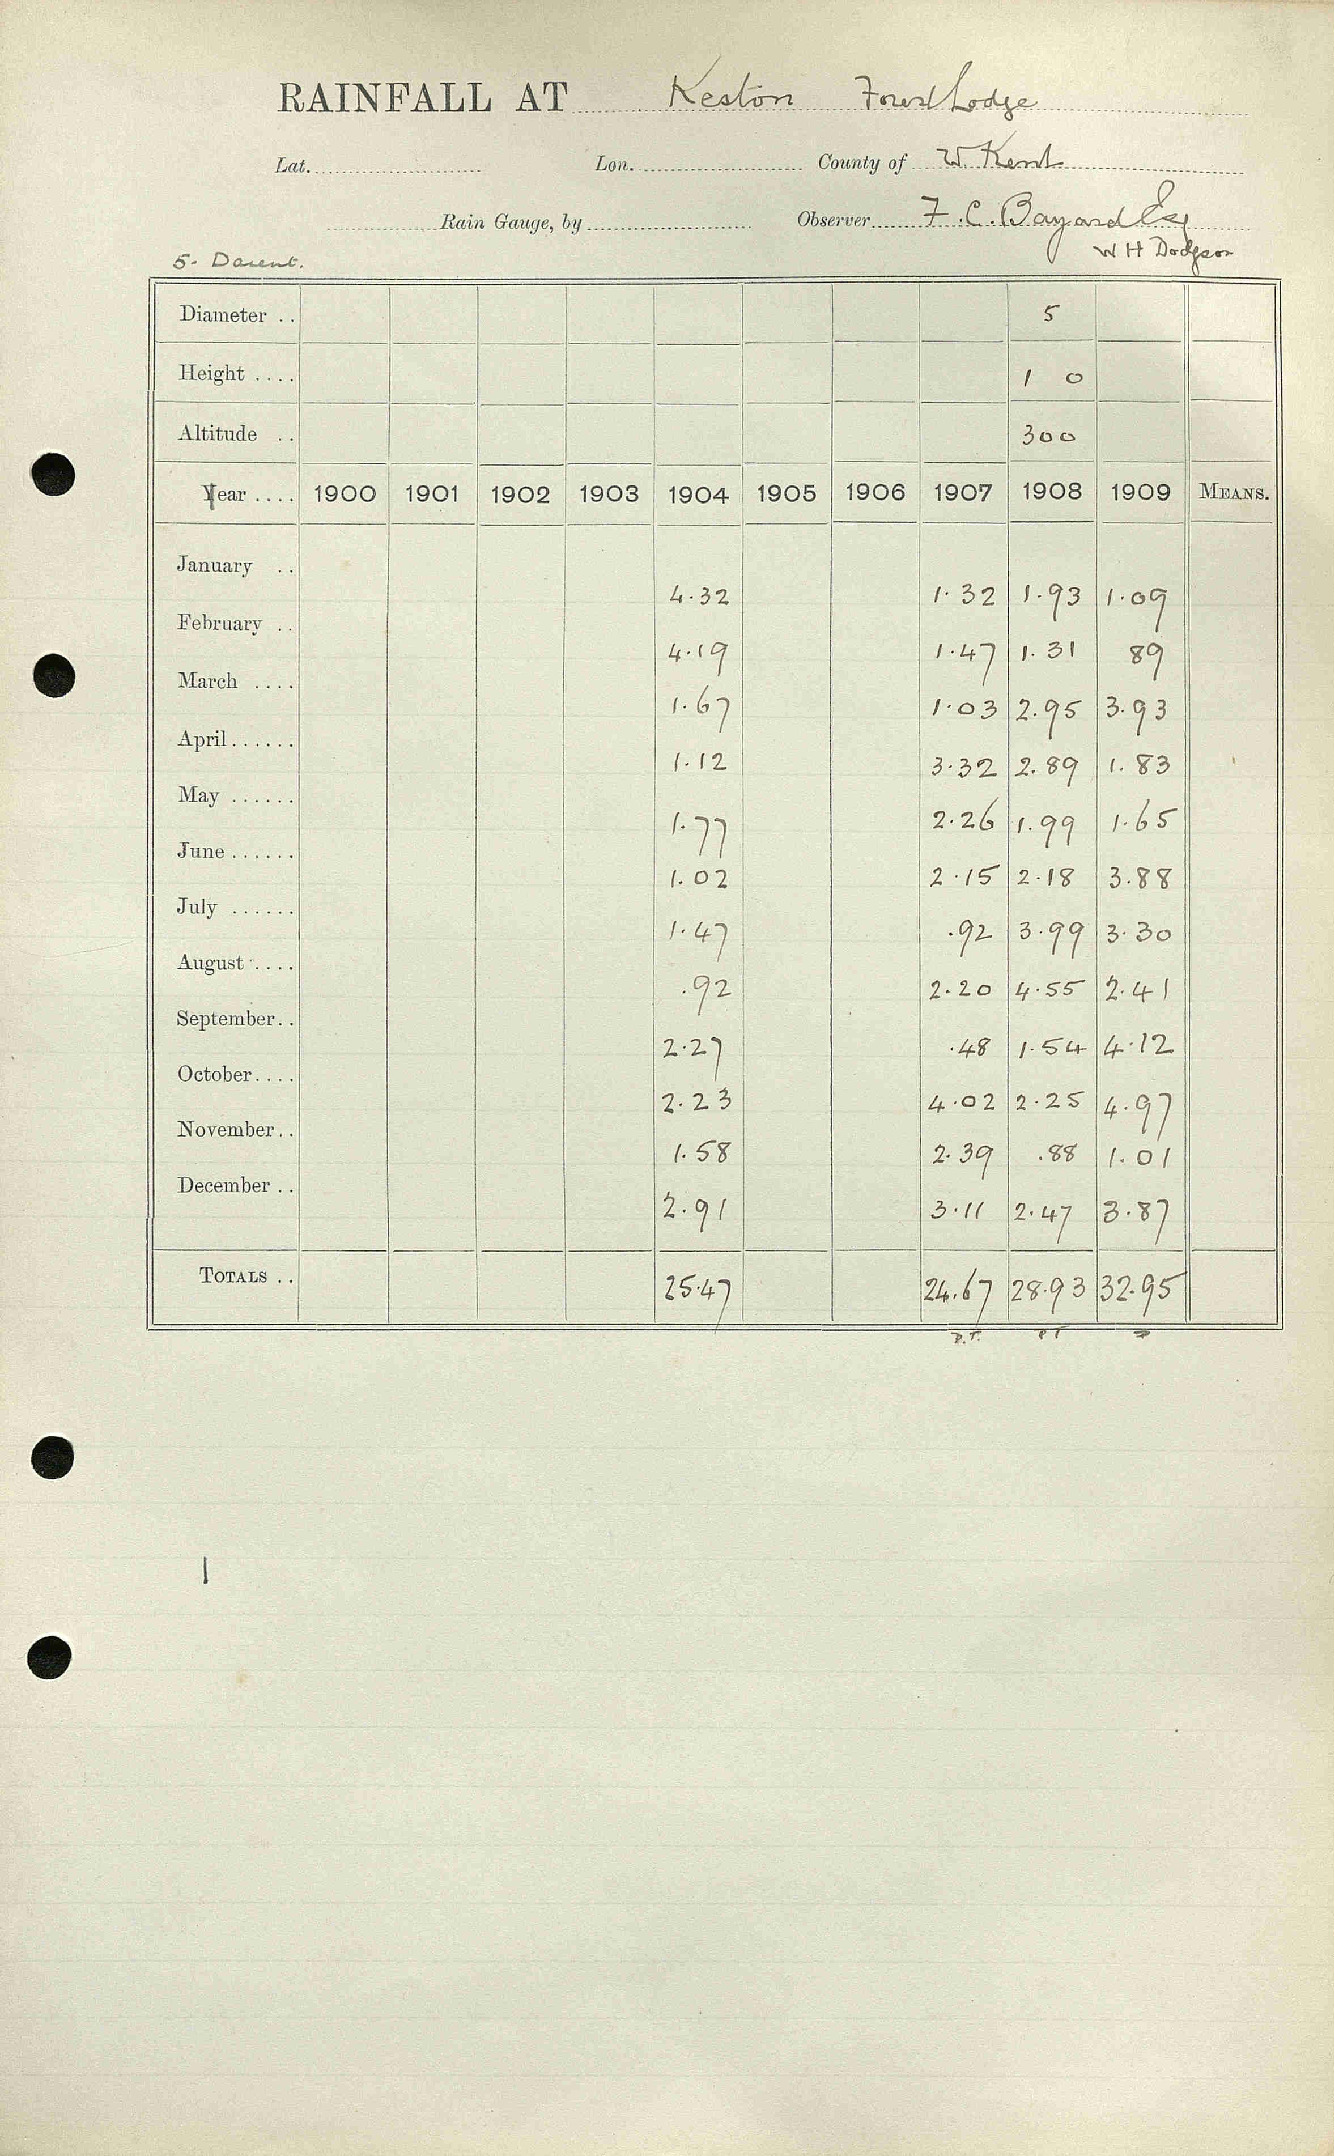 RAINFALL AT Keston Forest Lodge
Lat. Lon. County of W. Kent
Rain Gauge, by Observer F. C. Bayard Esq
5. Darent. W H Dodgson
Diameter .. 5
Height .... 1 0
Altitude .. 300
Year .... 1900 1901 1902 1903 1904 1905 1906 1907 1908 1909 MEANS.
January .. 4.32 1.32 1.93 1.09
February .. 4.19 1.47 1.31 89
March .... 1.67 1.03 2.95 3.93
April...... 1.12 3.32 2.89 1.83
May ...... 1.77 2.26 1.99 1.65
June ...... 1.02 2.15 2.18 3.88
July ...... 1.47 .92 3.99 3.30
August .... .92 2.20 4.55 2.41
September.. 2.27 .48 1.54 4.12
October.... 2.23 4.02 2.25 4.97
November.. 1.58 2.39 .88 1.01
December .. 2.91 3.11 2.47 3.87
TOTALS .. 25.47 24.67 28.93 32.95
1